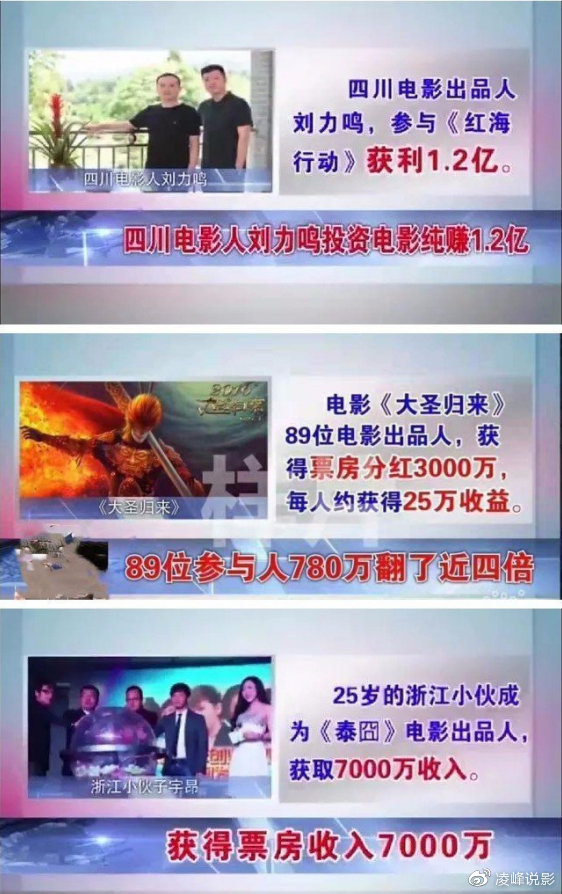 四川电影出品人
刘力鸣，参与《红海
行动》获利1.2亿。
四川电影人刘力鸣
四川电影人刘力鸣投资电影纯赚1.2亿
电影《大圣归来》
89位电影出品人，获
得票房分红3000万，
每人约获得25万收益。
《大圣归来》
89位参与人780万翻了近四倍
25岁的浙江小伙成
为《泰囧》电影出品人，
获取7000万收入。
浙江小伙子宇昂
获得票房收入7000万
凌峰说影